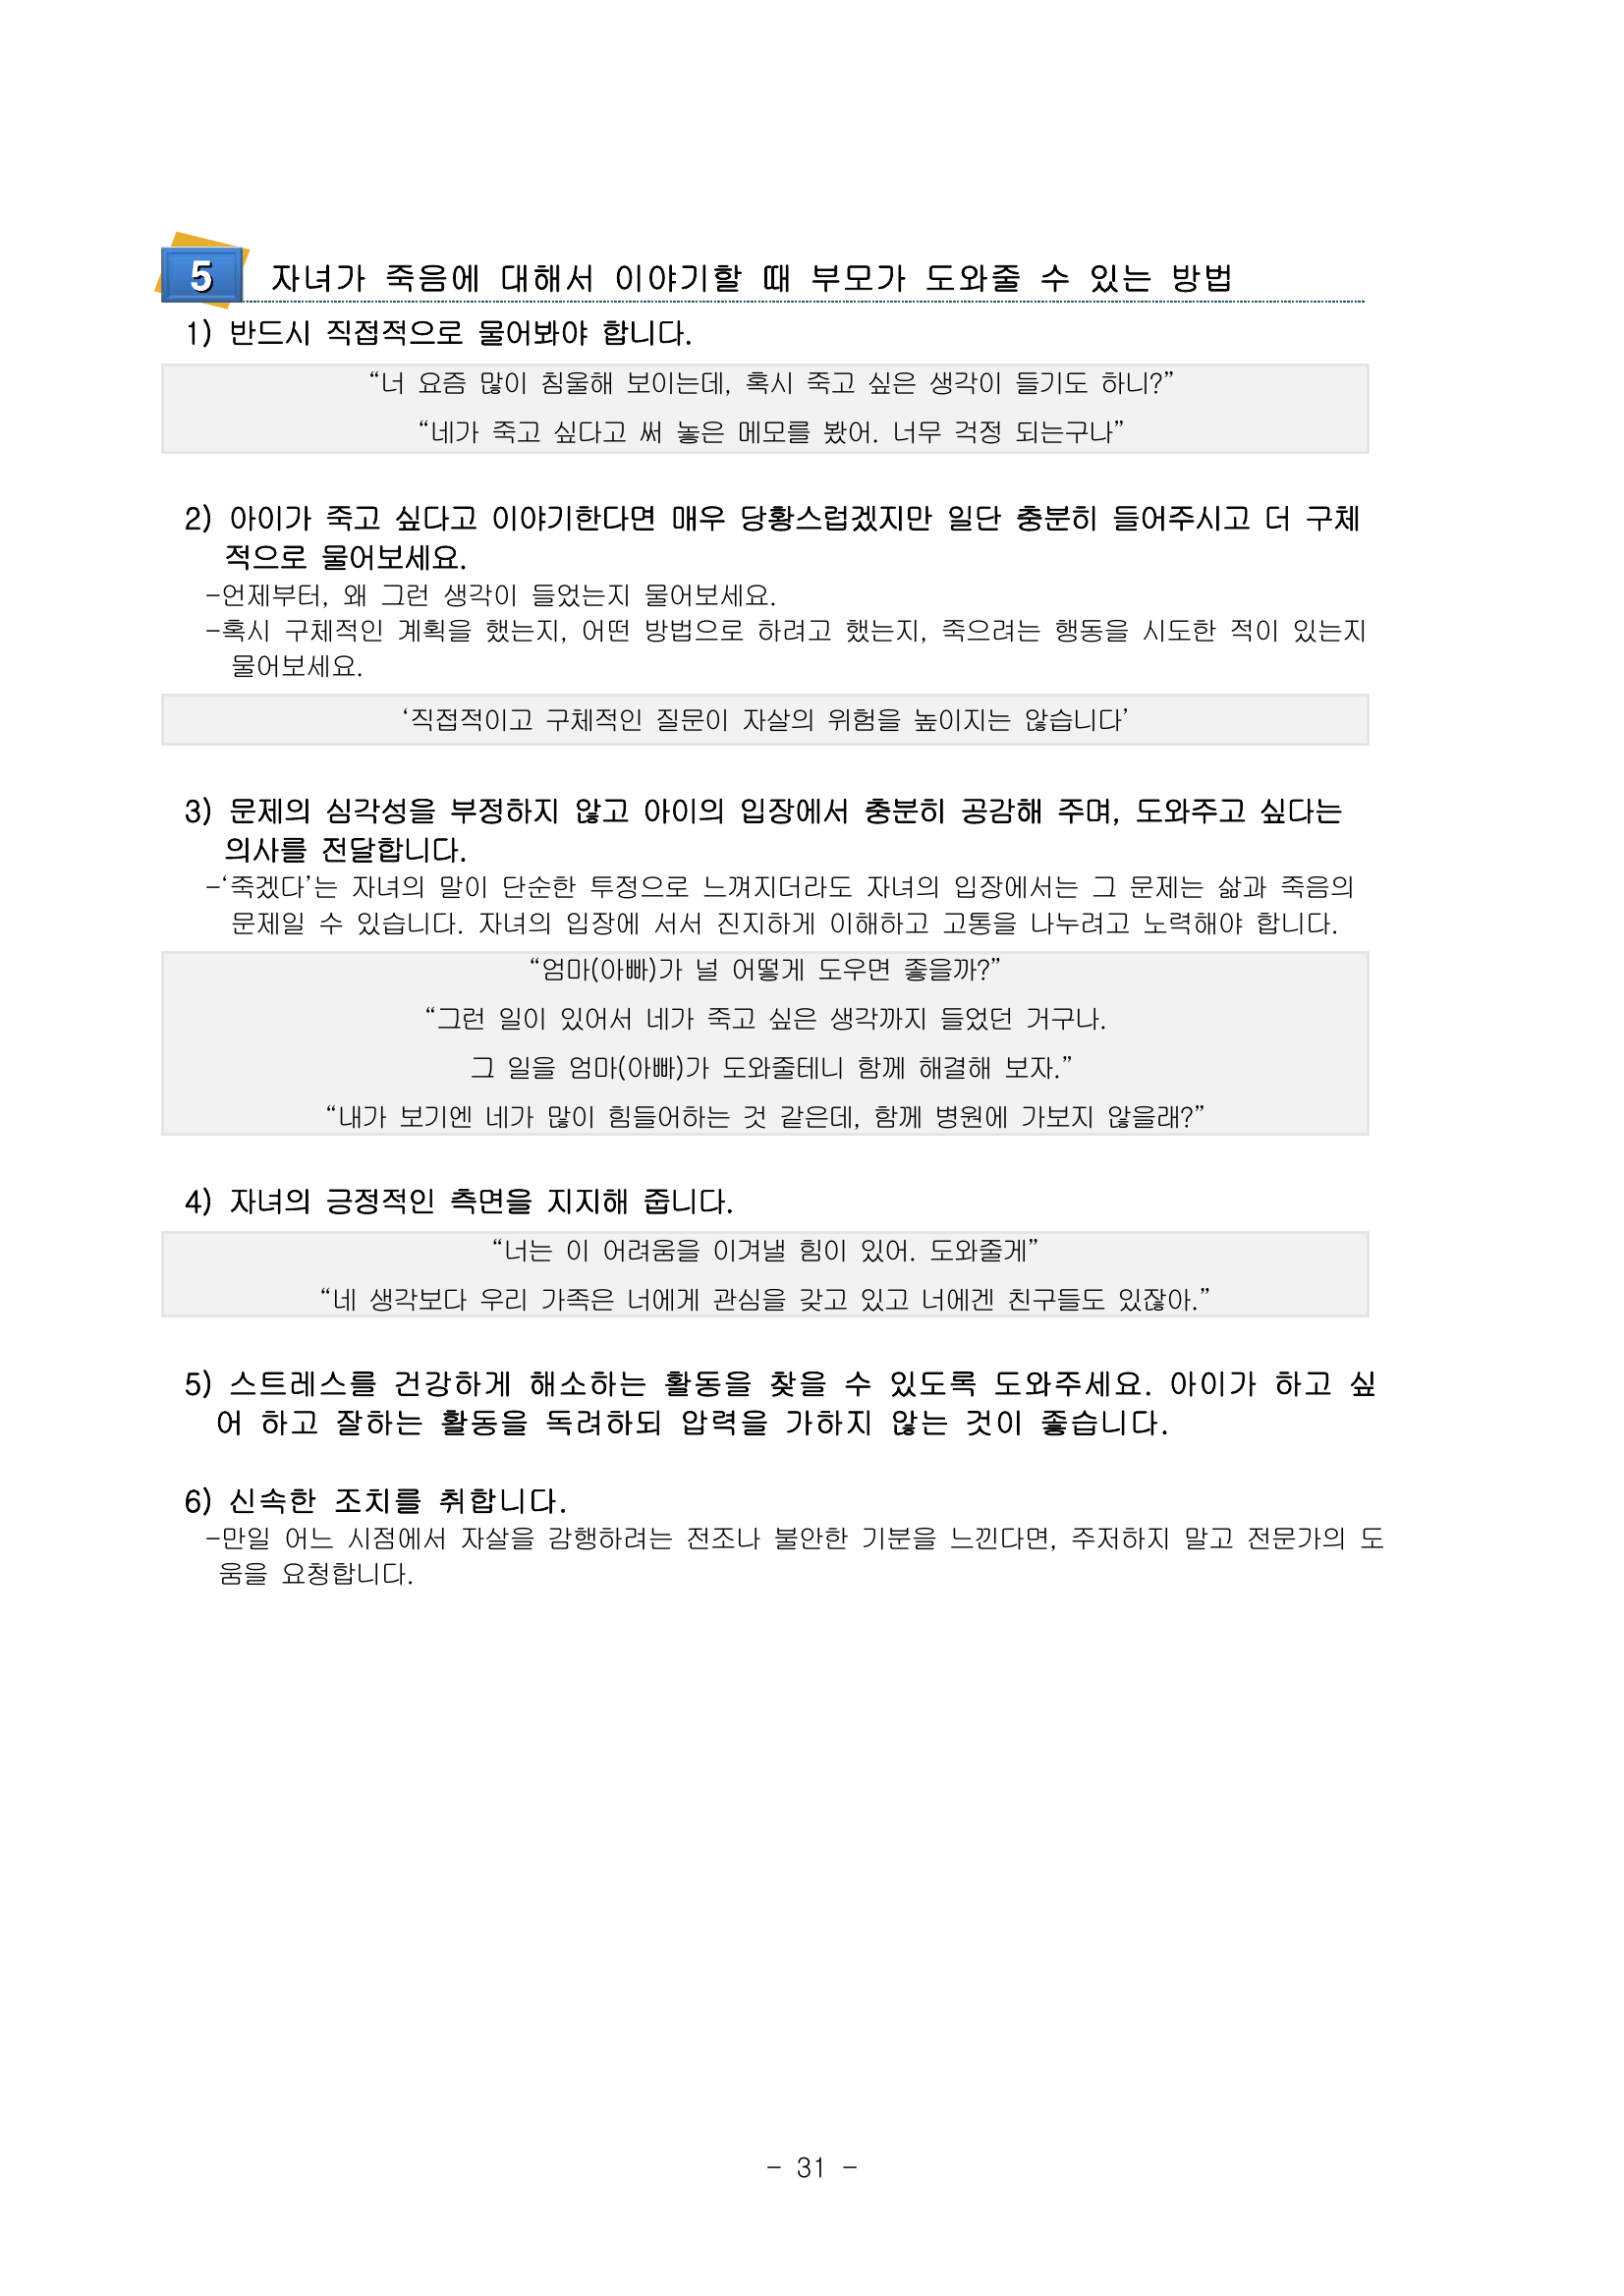 5 자녀가 죽음에 대해서 이야기할 때 부모가 도와줄 수 있는 방법
1) 반드시 직접적으로 물어봐야 합니다.
“너 요즘 많이 침울해 보이는데, 혹시 죽고 싶은 생각이 들기도 하니?”
“네가 죽고 싶다고 써 놓은 메모를 봤어. 너무 걱정 되는구나”
2) 아이가 죽고 싶다고 이야기한다면 매우 당황스럽겠지만 일단 충분히 들어주시고 더 구체
적으로 물어보세요.
-언제부터, 왜 그런 생각이 들었는지 물어보세요.
-혹시 구체적인 계획을 했는지, 어떤 방법으로 하려고 했는지, 죽으려는 행동을 시도한 적이 있는지
물어보세요.
‘직접적이고 구체적인 질문이 자살의 위험을 높이지는 않습니다’
3) 문제의 심각성을 부정하지 않고 아이의 입장에서 충분히 공감해 주며, 도와주고 싶다는
의사를 전달합니다.
-‘죽겠다’는 자녀의 말이 단순한 투정으로 느껴지더라도 자녀의 입장에서는 그 문제는 삶과 죽음의
문제일 수 있습니다. 자녀의 입장에 서서 진지하게 이해하고 고통을 나누려고 노력해야 합니다.
“엄마(아빠)가 널 어떻게 도우면 좋을까?”
“그런 일이 있어서 네가 죽고 싶은 생각까지 들었던 거구나.
그 일을 엄마(아빠)가 도와줄테니 함께 해결해 보자.”
“내가 보기엔 네가 많이 힘들어하는 것 같은데, 함께 병원에 가보지 않을래?”
4) 자녀의 긍정적인 측면을 지지해 줍니다.
“너는 이 어려움을 이겨낼 힘이 있어. 도와줄게”
“네 생각보다 우리 가족은 너에게 관심을 갖고 있고 너에겐 친구들도 있잖아.”
5) 스트레스를 건강하게 해소하는 활동을 찾을 수 있도록 도와주세요. 아이가 하고 싶
어 하고 잘하는 활동을 독려하되 압력을 가하지 않는 것이 좋습니다.
6) 신속한 조치를 취합니다.
-만일 어느 시점에서 자살을 감행하려는 전조나 불안한 기분을 느낀다면, 주저하지 말고 전문가의 도
움을 요청합니다.
- 31 -